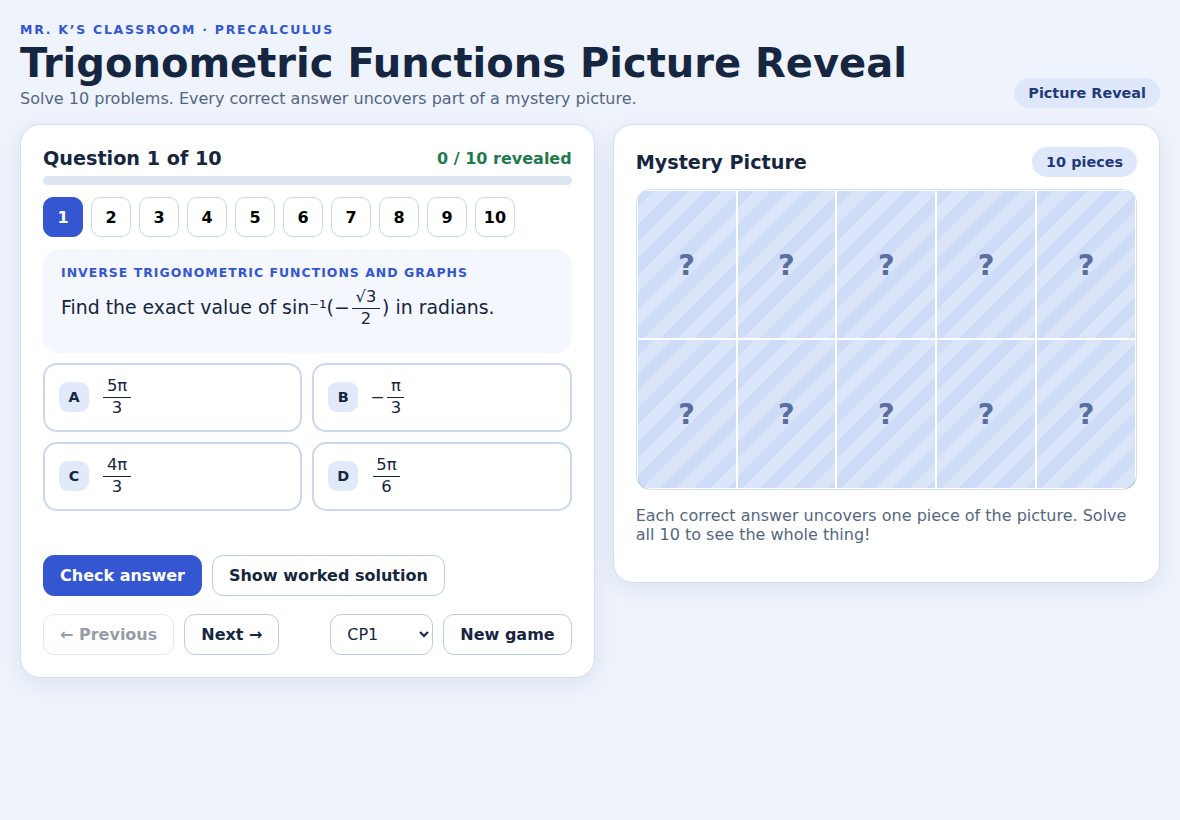 MR. K’S CLASSROOM · PRECALCULUS
Trigonometric Functions Picture Reveal
Solve 10 problems. Every correct answer uncovers part of a mystery picture.
Picture Reveal
Question 1 of 10
0 / 10 revealed
1 2 3 4 5 6 7 8 9 10
INVERSE TRIGONOMETRIC FUNCTIONS AND GRAPHS
Find the exact value of sin⁻¹(−√3/2) in radians.
A 5π/3
B −π/3
C 4π/3
D 5π/6
Check answer
Show worked solution
← Previous
Next →
CP1
New game
Mystery Picture
10 pieces
? ? ? ? ?
? ? ? ? ?
Each correct answer uncovers one piece of the picture. Solve
all 10 to see the whole thing!